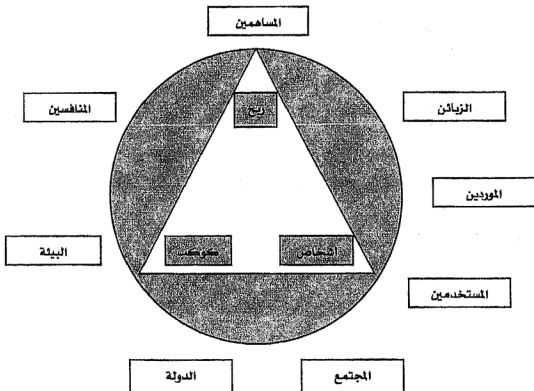 المساهمين
المنافسين
الزبائن
ربح
الموردين
البيئة
كوكب
أشخاص
المستخدمين
الدولة
المجتمع